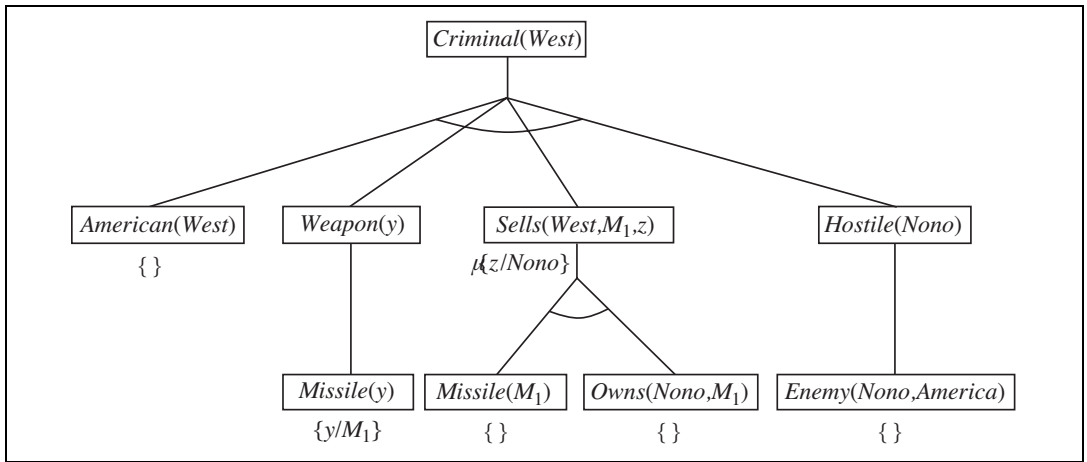 Criminal(West)
American(West) Weapon(y) Sells(West,M₁,z) Hostile(Nono)
{ } {z/Nono}
Missile(y) Missile(M₁) Owns(Nono,M₁) Enemy(Nono,America)
{y/M₁} { } { } { }